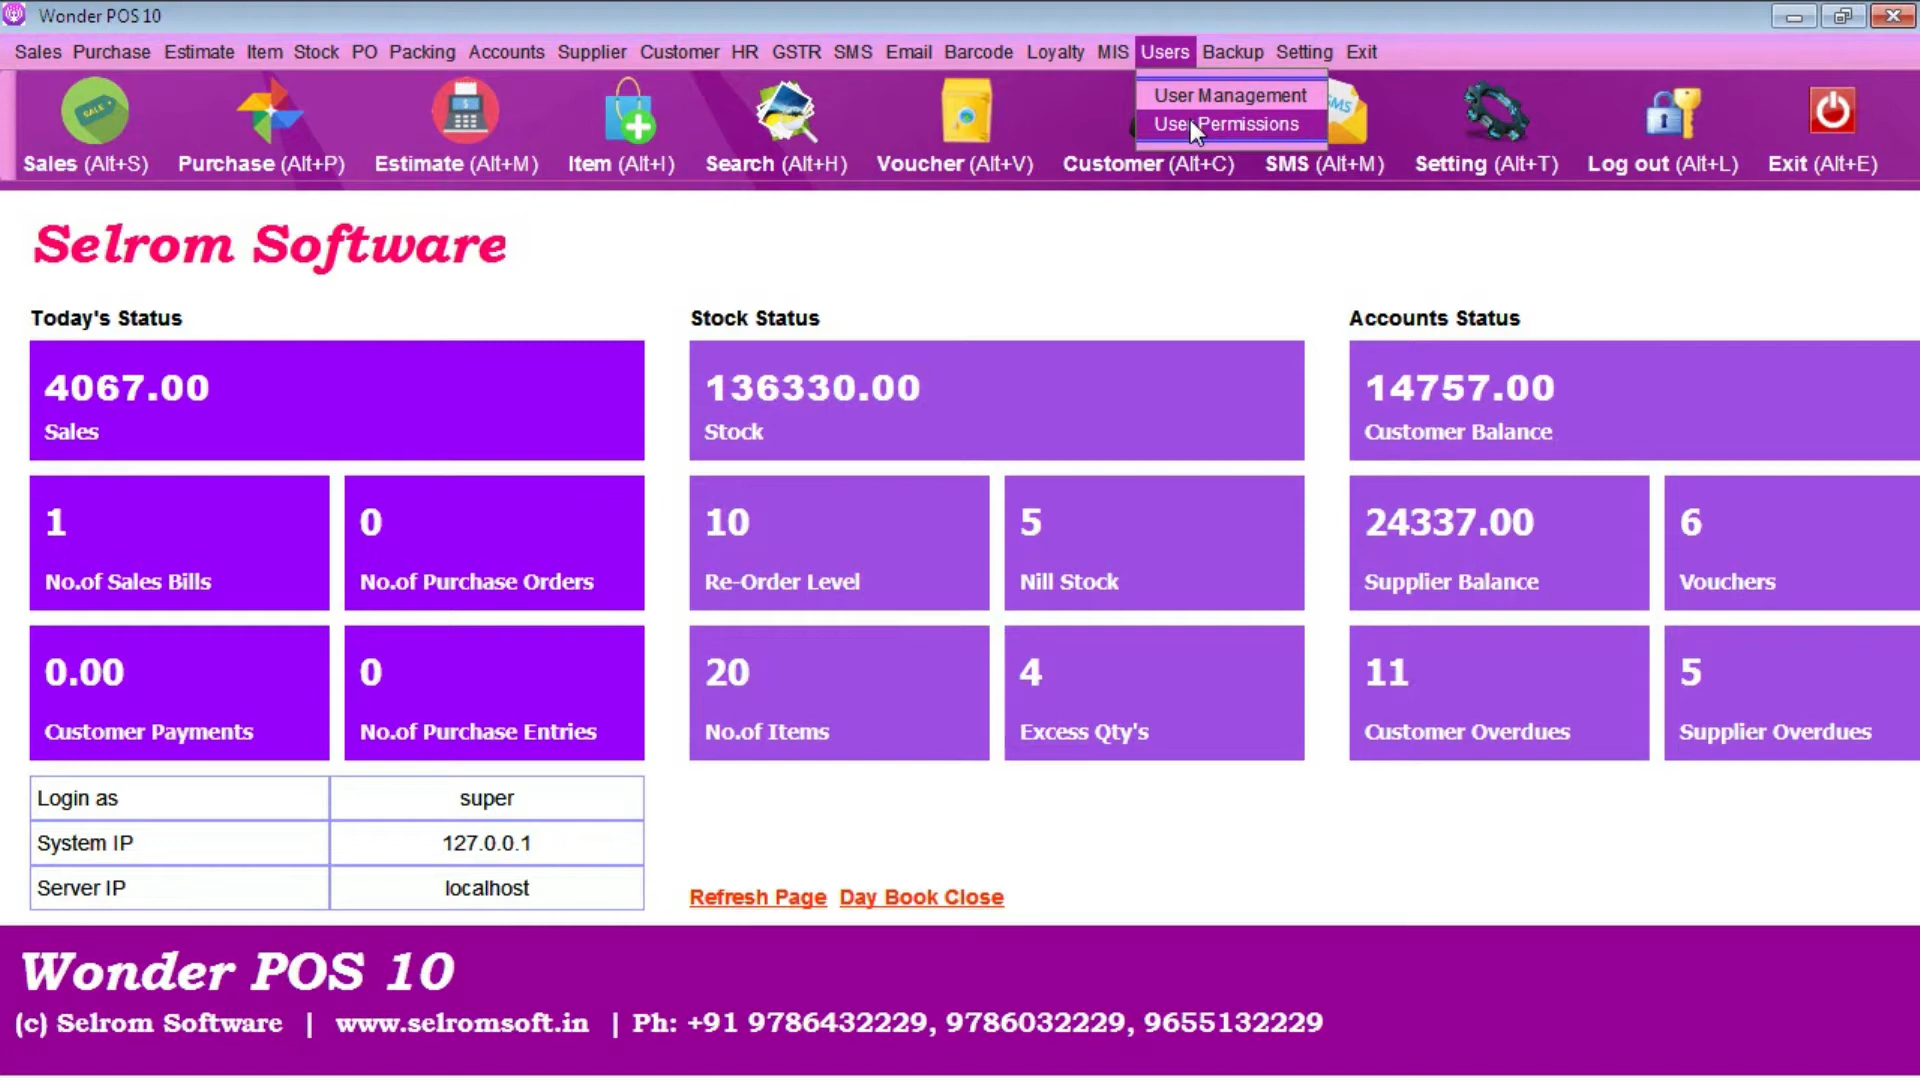 Wonder POS 10
Sales Purchase Estimate Item Stock PO Packing Accounts Supplier Customer HR GSTR SMS Email Barcode Loyalty MIS Users Backup Setting Exit
User Management
User Permissions
SALE
SMS
Sales (Alt+S) Purchase (Alt+P) Estimate (Alt+M) Item (Alt+I) Search (Alt+H) Voucher (Alt+V) Customer (Alt+C) SMS (Alt+M) Setting (Alt+T) Log out (Alt+L) Exit (Alt+E)
Selrom Software
Today's Status
4067.00
Sales
1
No.of Sales Bills
0
No.of Purchase Orders
0.00
Customer Payments
0
No.of Purchase Entries
Login as super
System IP 127.0.0.1
Server IP localhost
Stock Status
136330.00
Stock
10
Re-Order Level
5
Nill Stock
20
No.of Items
4
Excess Qty's
Refresh Page Day Book Close
Accounts Status
14757.00
Customer Balance
24337.00
Supplier Balance
6
Vouchers
11
Customer Overdues
5
Supplier Overdues
Wonder POS 10
(c) Selrom Software | www.selromsoft.in | Ph: +91 9786432229, 9786032229, 9655132229